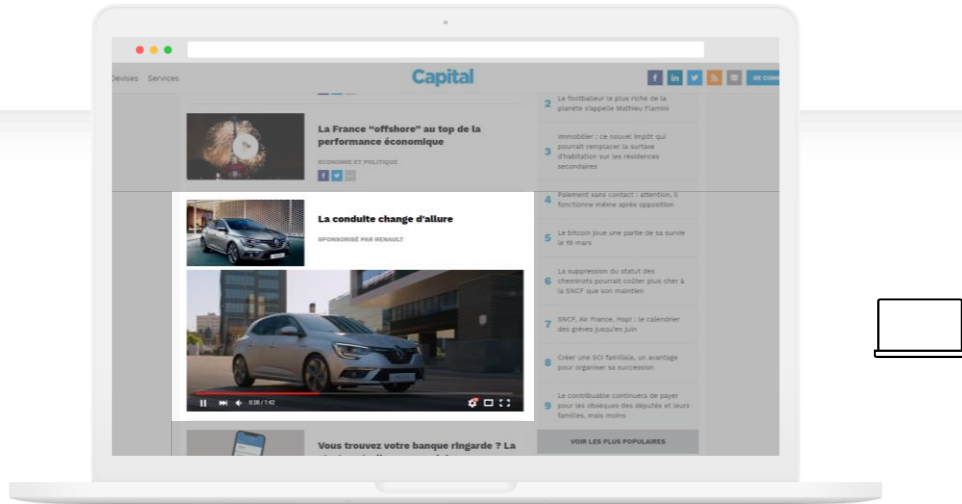 Devises Services
Capital
SE CONN
La France “offshore” au top de la
performance économique
ECONOMIE ET POLITIQUE
La conduite change d'allure
SPONSORISÉ PAR RENAULT
0:36 / 1:42
Vous trouvez votre banque ringarde ? La
2 Le footballeur le plus riche de la
planète s'appelle Mathieu Flamini
3 Immobilier : ce nouvel impôt qui
pourrait remplacer la surtaxe
d'habitation sur les résidences
secondaires
4 Paiement sans contact : attention, il
fonctionne même après opposition
5 Le bitcoin joue une partie de sa survie
le 19 mars
6 La suppression du statut des
cheminots pourrait coûter plus cher à
la SNCF que son maintien
7 SNCF, Air France, Hop! : le calendrier
des grèves jusqu'en juin
8 Créer une SCI familiale, un avantage
pour organiser sa succession
9 Le contribuable continuera de payer
pour les obsèques des députés et leurs
familles, mais moins
VOIR LES PLUS POPULAIRES